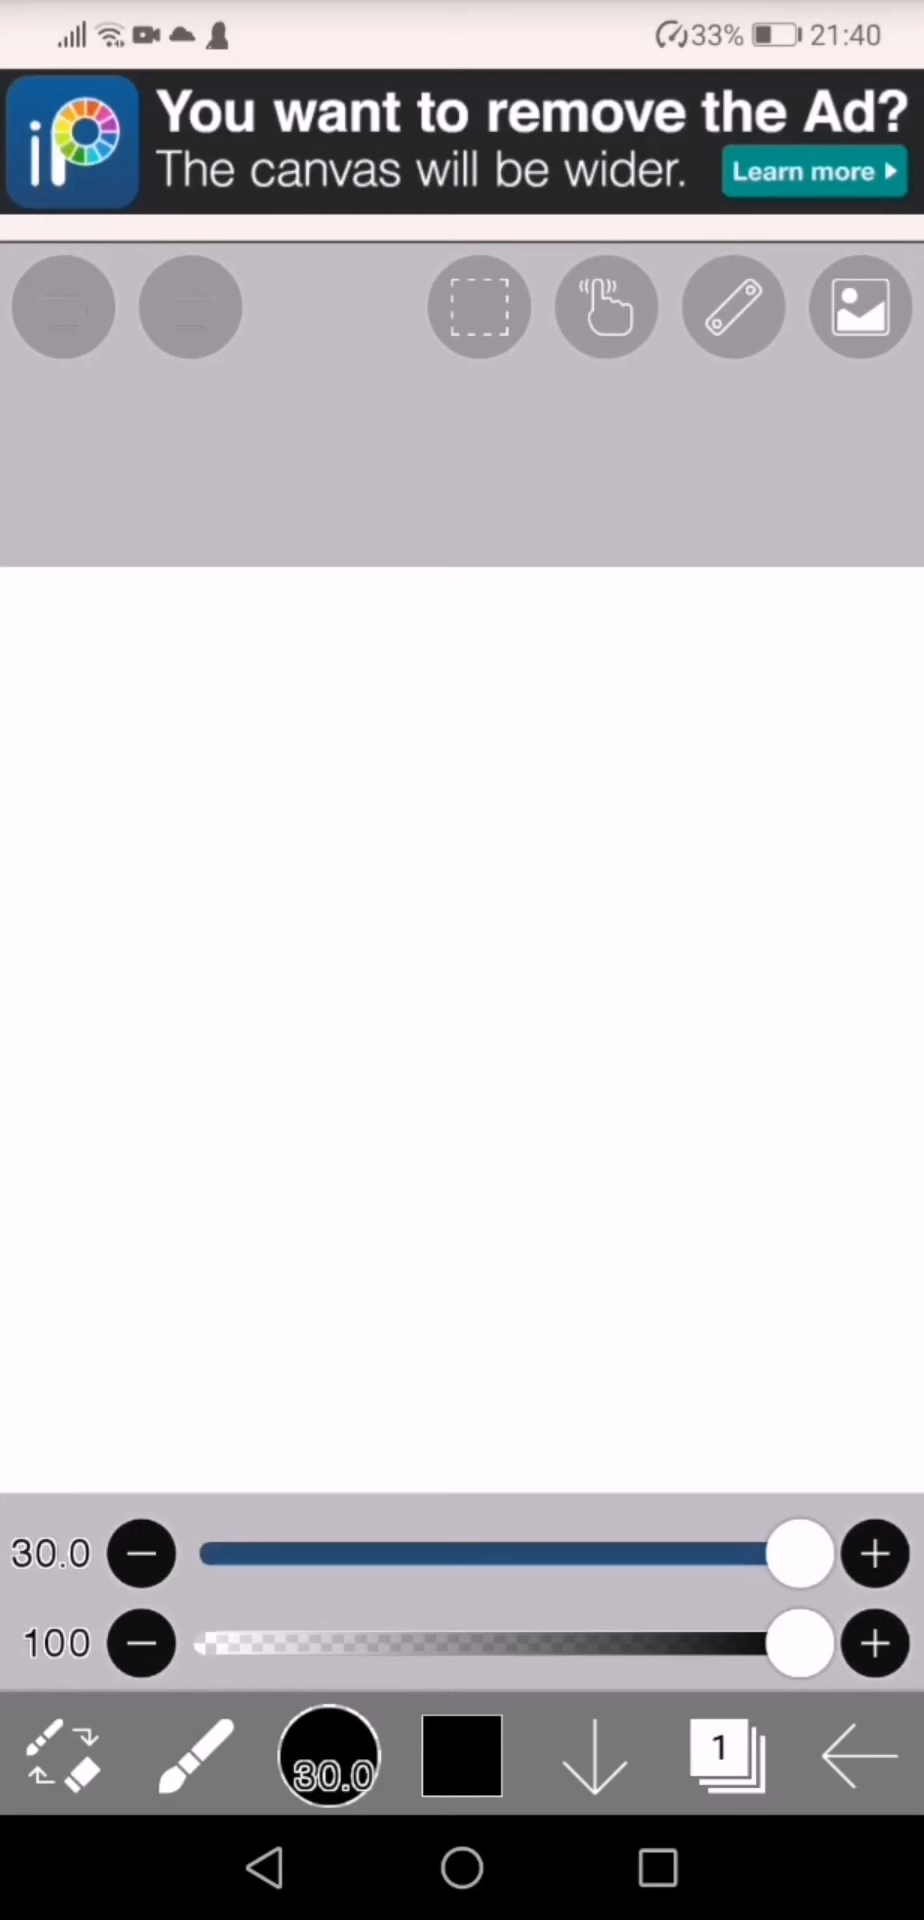 33% 21:40
iP
You want to remove the Ad?
The canvas will be wider.
Learn more
30.0
100
30.0
1